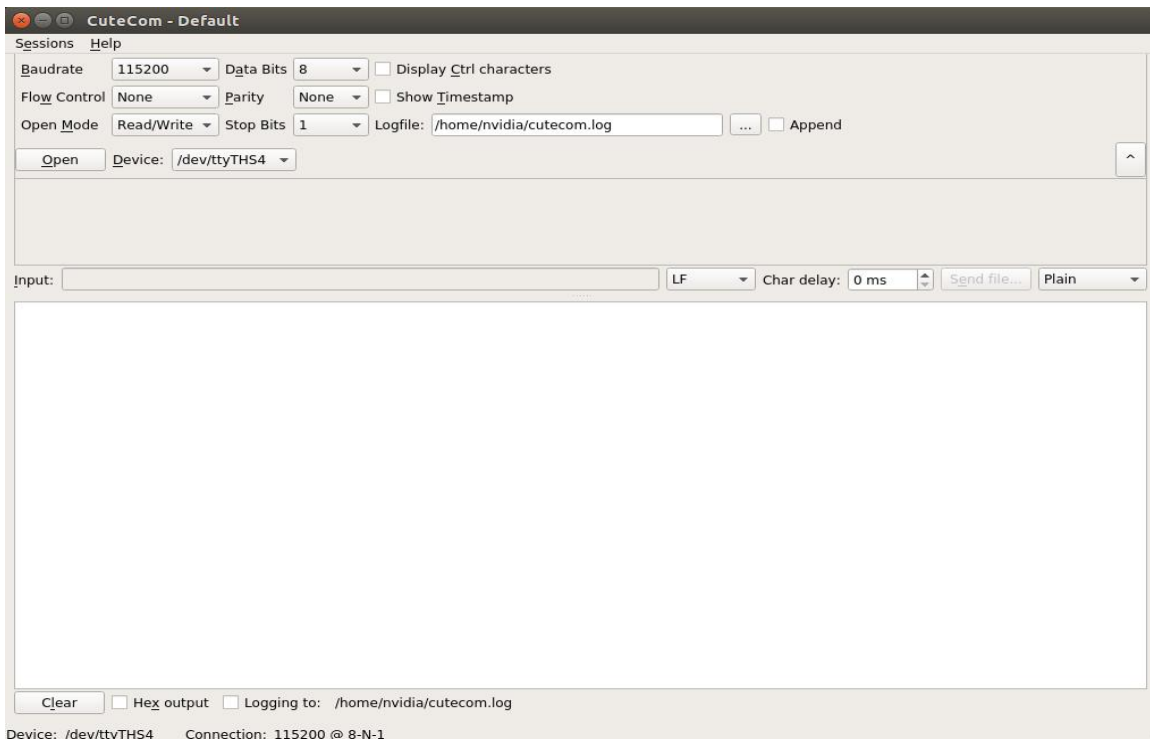 CuteCom - Default
Sessions Help
Baudrate 115200 Data Bits 8 Display Ctrl characters
Flow Control None Parity None Show Timestamp
Open Mode Read/Write Stop Bits 1 Logfile: /home/nvidia/cutecom.log ... Append
Open Device: /dev/ttyTHS4
Input: LF Char delay: 0 ms Send file... Plain
Clear Hex output Logging to: /home/nvidia/cutecom.log
Device: /dev/ttyTHS4 Connection: 115200 @ 8-N-1